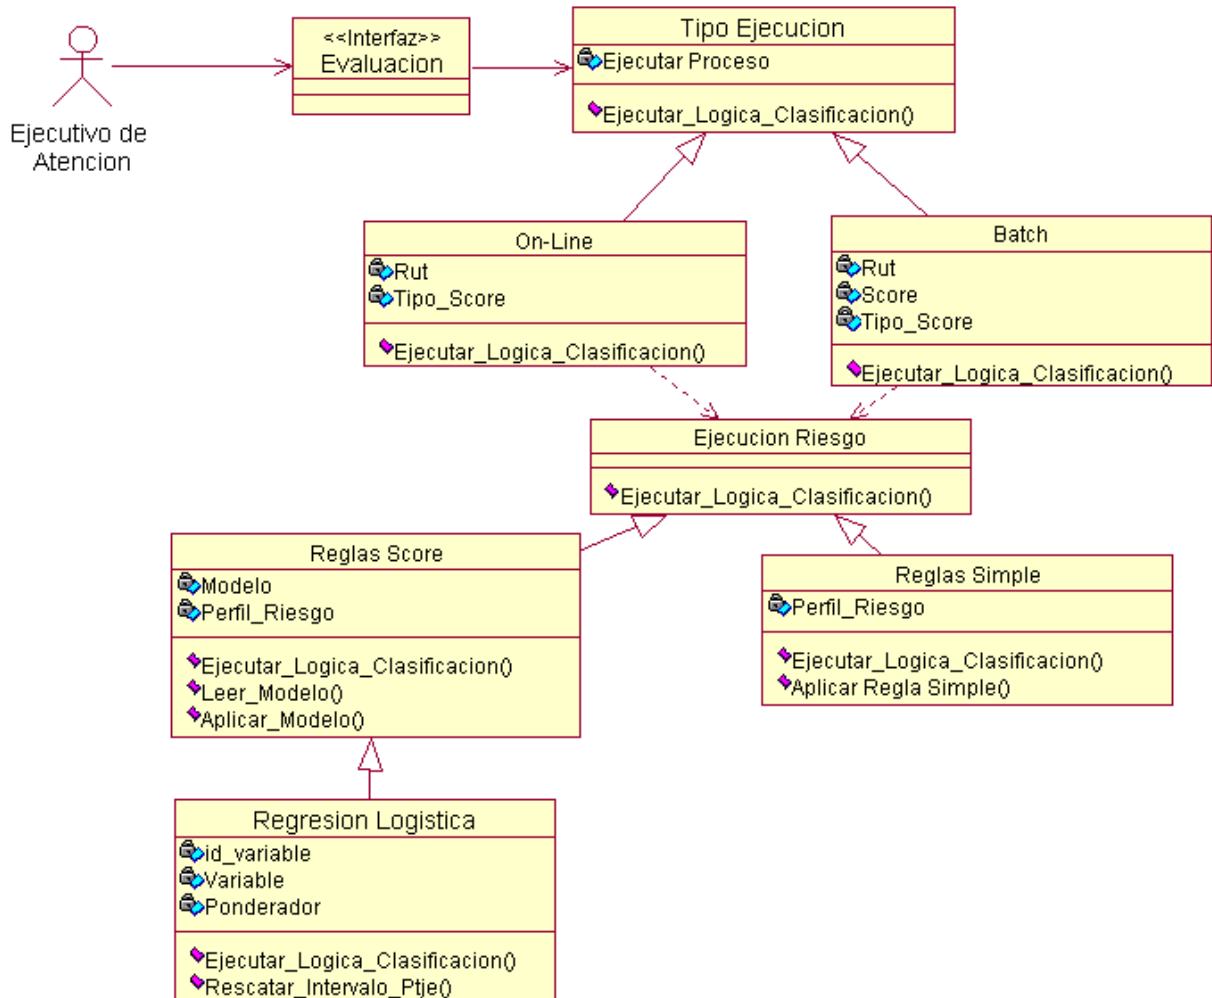 <<Interfaz>>
Evaluacion
Tipo Ejecucion
Ejecutar Proceso
Ejecutar_Logica_Clasificacion()
Ejecutivo de
Atencion
On-Line
Rut
Tipo_Score
Ejecutar_Logica_Clasificacion()
Batch
Rut
Score
Tipo_Score
Ejecutar_Logica_Clasificacion()
Ejecucion Riesgo
Ejecutar_Logica_Clasificacion()
Reglas Score
Modelo
Perfil_Riesgo
Ejecutar_Logica_Clasificacion()
Leer_Modelo()
Aplicar_Modelo()
Reglas Simple
Perfil_Riesgo
Ejecutar_Logica_Clasificacion()
Aplicar Regla Simple()
Regresion Logistica
id_variable
Variable
Ponderador
Ejecutar_Logica_Clasificacion()
Rescatar_Intervalo_Ptje()